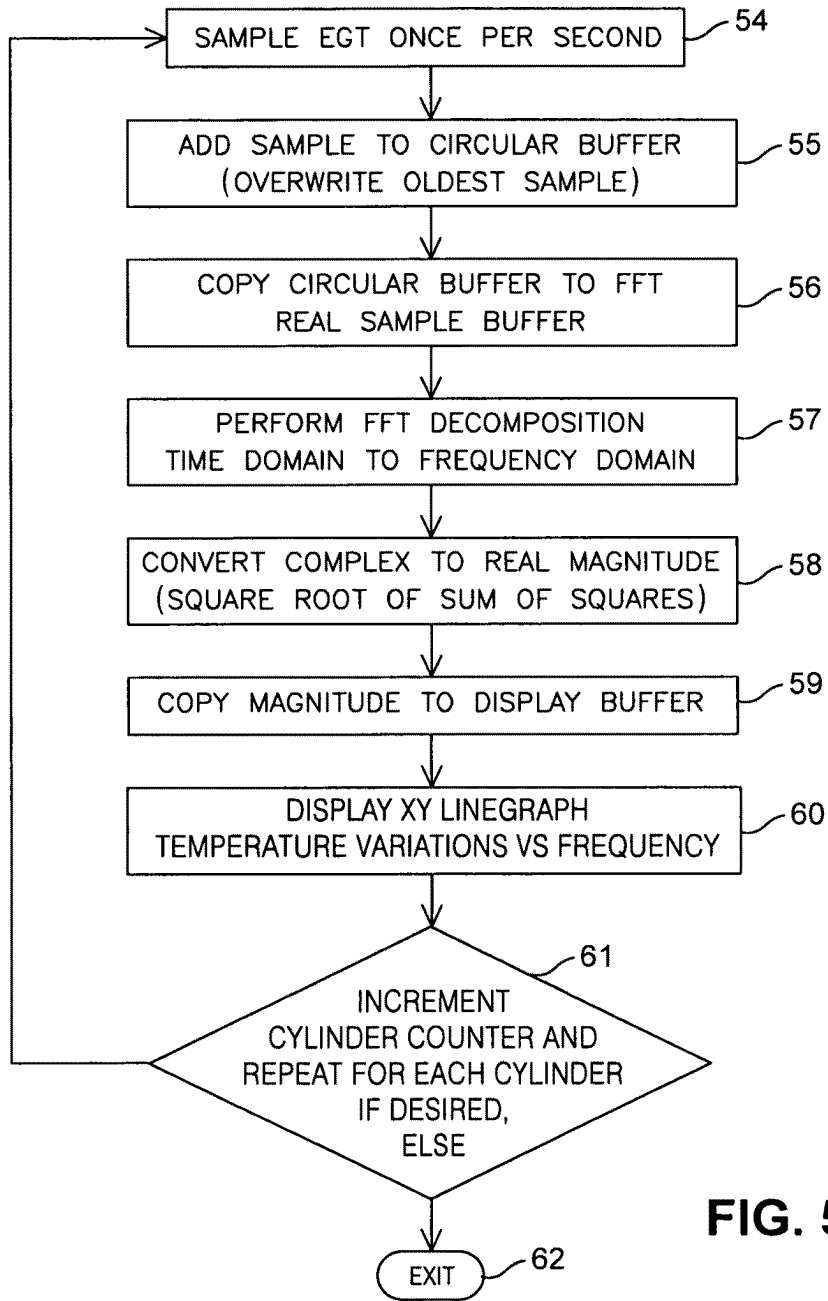 SAMPLE EGT ONCE PER SECOND
54
ADD SAMPLE TO CIRCULAR BUFFER
(OVERWRITE OLDEST SAMPLE)
55
COPY CIRCULAR BUFFER TO FFT
REAL SAMPLE BUFFER
56
PERFORM FFT DECOMPOSITION
TIME DOMAIN TO FREQUENCY DOMAIN
57
CONVERT COMPLEX TO REAL MAGNITUDE
(SQUARE ROOT OF SUM OF SQUARES)
58
COPY MAGNITUDE TO DISPLAY BUFFER
59
DISPLAY XY LINEGRAPH
TEMPERATURE VARIATIONS VS FREQUENCY
60
61
INCREMENT
CYLINDER COUNTER AND
REPEAT FOR EACH CYLINDER
IF DESIRED,
ELSE
EXIT
62
FIG. 5